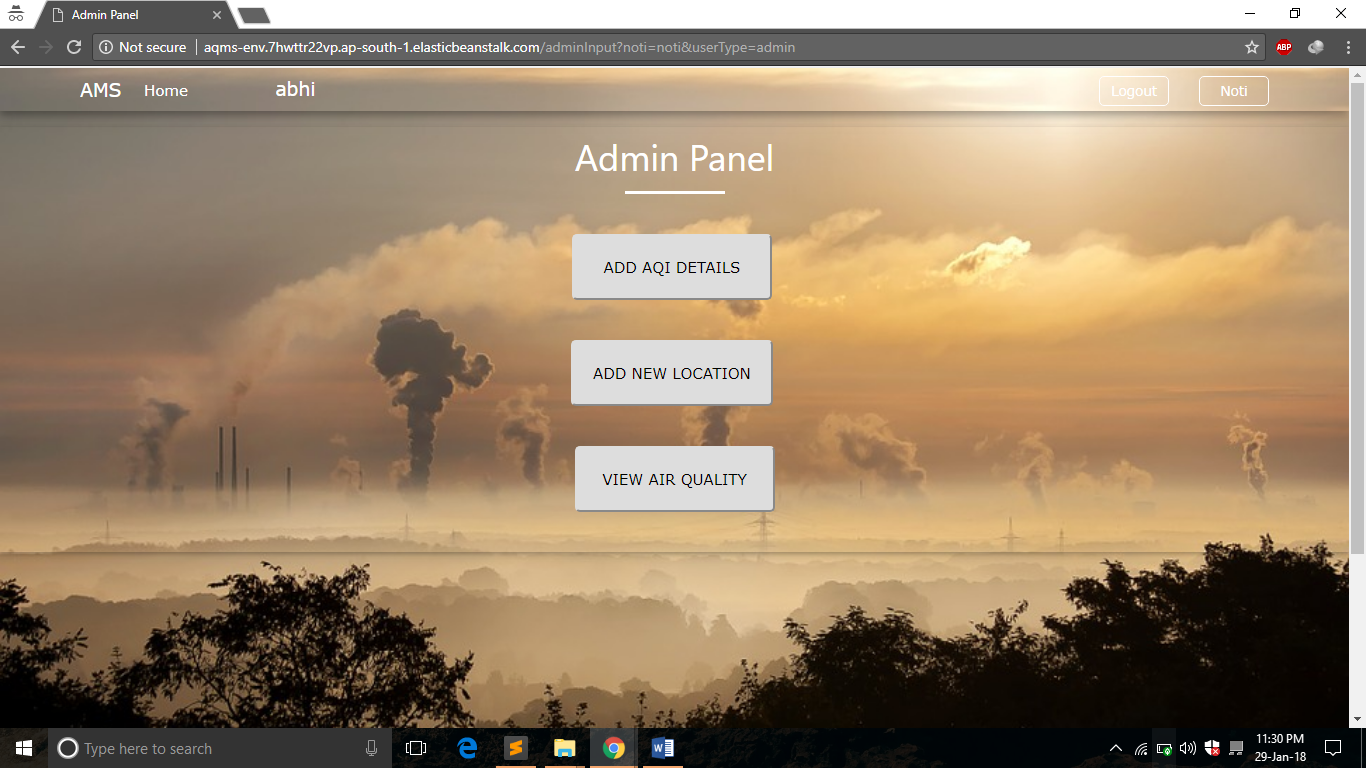 Admin Panel
Not secure aqms-env.7hwttr22vp.ap-south-1.elasticbeanstalk.com/adminInput?noti=noti&userType=admin
ABP
AMS Home abhi Logout Noti
Admin Panel
ADD AQI DETAILS
ADD NEW LOCATION
VIEW AIR QUALITY
Type here to search
11:30 PM
29-Jan-18